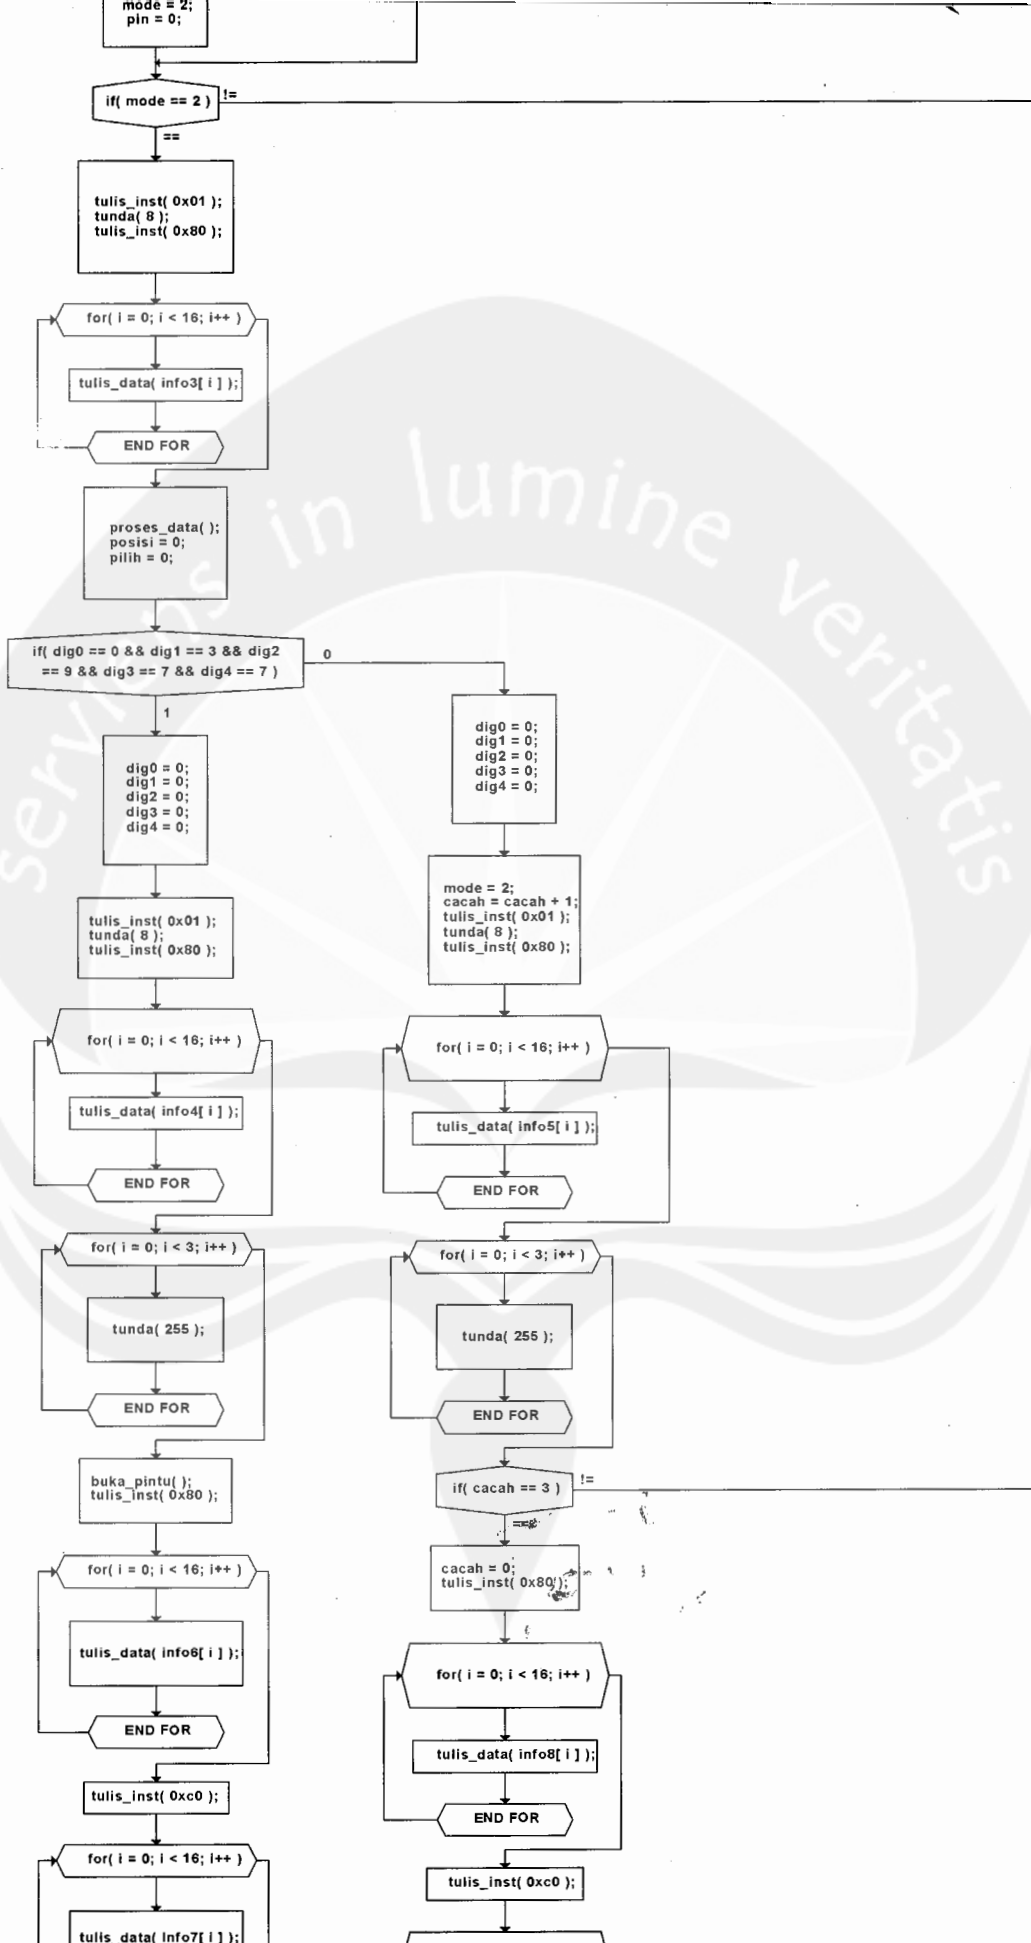 mode = 2;
pin = 0;
if( mode == 2 )
!=
==
tulis_inst( 0x01 );
tunda( 8 );
tulis_inst( 0x80 );
for( i = 0; i < 16; i++ )
tulis_data( info3[ i ] );
END FOR
proses_data( );
posisi = 0;
pilih = 0;
if( dig0 == 0 && dig1 == 3 && dig2
== 9 && dig3 == 7 && dig4 == 7 )
0
1
dig0 = 0;
dig1 = 0;
dig2 = 0;
dig3 = 0;
dig4 = 0;
tulis_inst( 0x01 );
tunda( 8 );
tulis_inst( 0x80 );
for( i = 0; i < 16; i++ )
tulis_data( info4[ i ] );
END FOR
for( i = 0; i < 3; i++ )
tunda( 255 );
END FOR
buka_pintu( );
tulis_inst( 0x80 );
for( i = 0; i < 16; i++ )
tulis_data( info6[ i ] );
END FOR
tulis_inst( 0xc0 );
for( i = 0; i < 16; i++ )
tulis_data( info7[ i ] );
dig0 = 0;
dig1 = 0;
dig2 = 0;
dig3 = 0;
dig4 = 0;
mode = 2;
cacah = cacah + 1;
tulis_inst( 0x01 );
tunda( 8 );
tulis_inst( 0x80 );
for( i = 0; i < 16; i++ )
tulis_data( info5[ i ] );
END FOR
for( i = 0; i < 3; i++ )
tunda( 255 );
END FOR
if( cacah == 3 )
!=
==
cacah = 0;
tulis_inst( 0x80 );
for( i = 0; i < 16; i++ )
tulis_data( info8[ i ] );
END FOR
tulis_inst( 0xc0 );
serviens in lumine veritatis